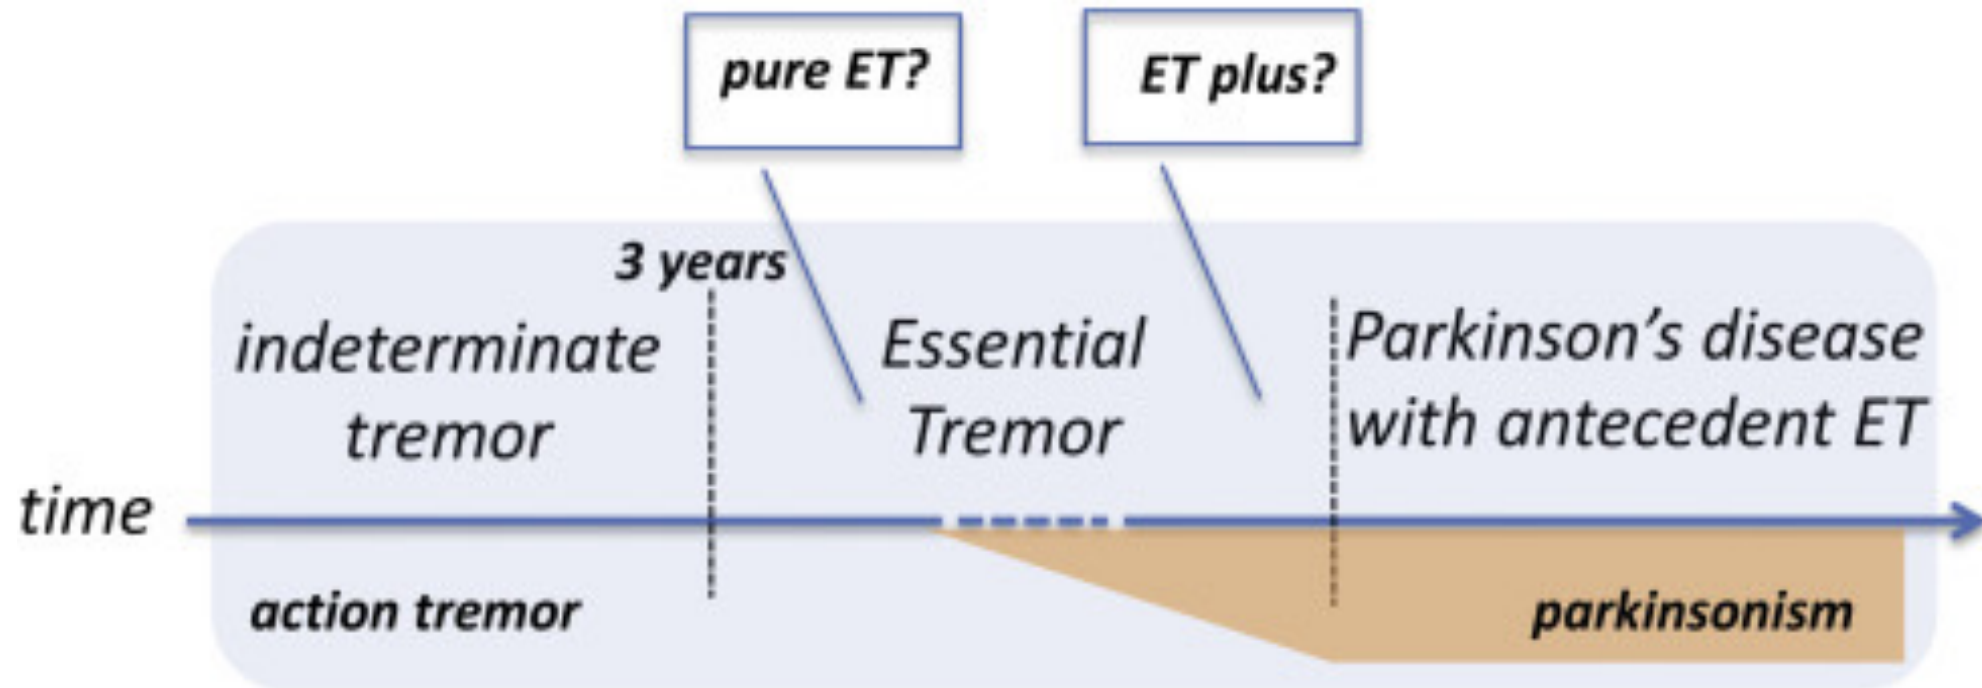 pure ET?
ET plus?
3 years
indeterminate
tremor
Essential
Tremor
Parkinson's disease
with antecedent ET
time
action tremor
parkinsonism